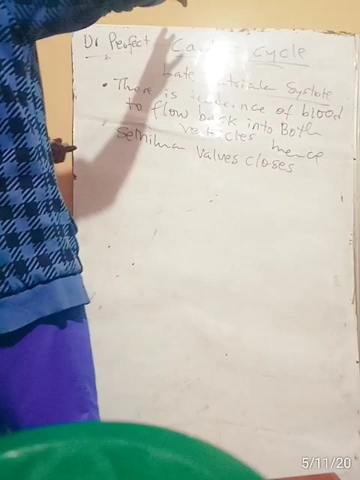 Dr Perfect
Cardiac cycle
Late Ventricular Systole
• There is tendence of blood
to flow back into Both
ventricles hence
Semilunar valves closes
5/11/20